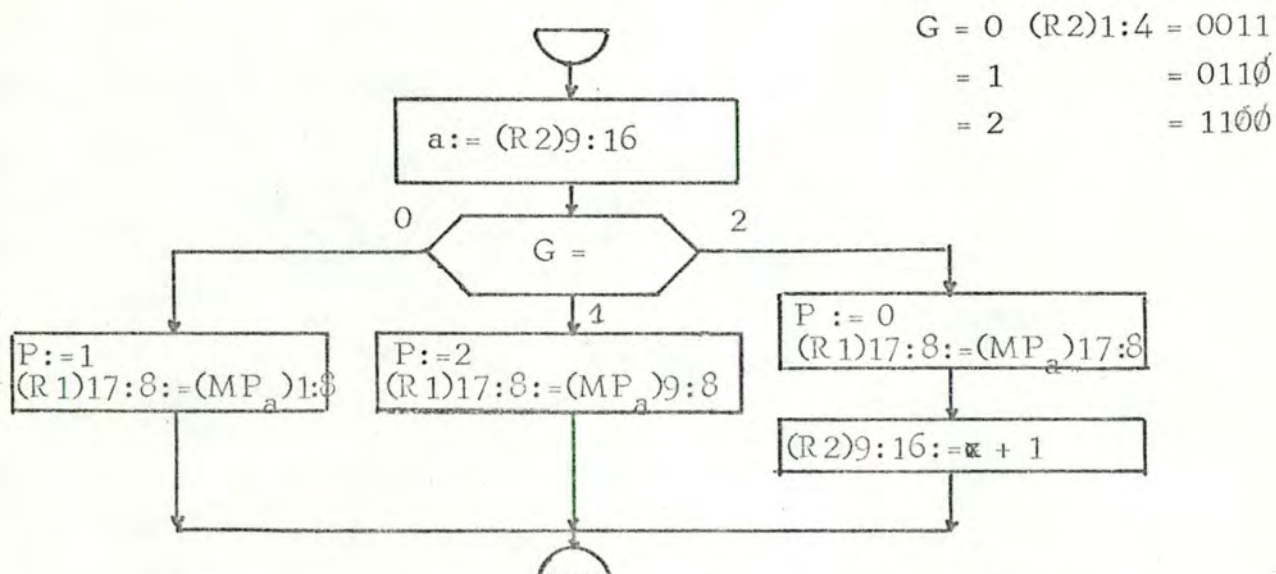 G = 0 (R2)1:4 = 0011
= 1 = 0110
= 2 = 1100
a:= (R2)9:16
0
G =
2
1
P:=1
(R1)17:8:=(MPa)1:8
P:=2
(R1)17:8:=(MPa)9:8
P := 0
(R1)17:8:=(MPa)17:8
(R2)9:16:= + 1